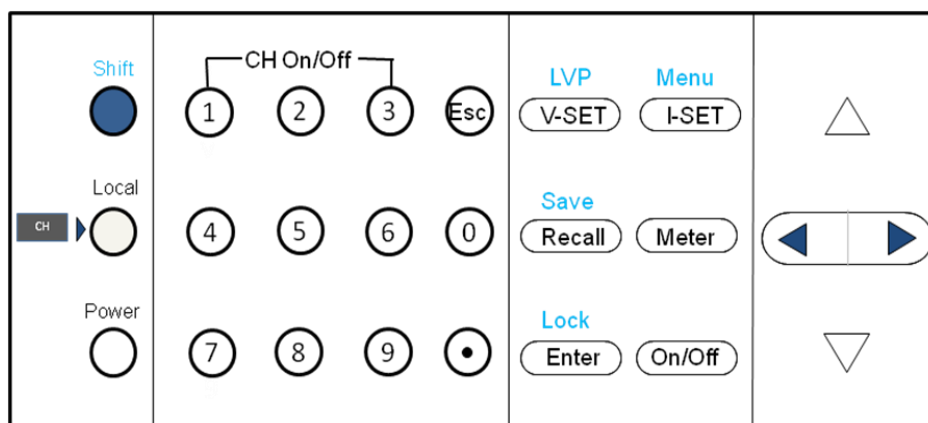 Shift
CH On/Off
LVP Menu
1 2 3 Esc V-SET I-SET
Local
Save
CH 4 5 6 0 Recall Meter
Power
Lock
7 8 9 • Enter On/Off